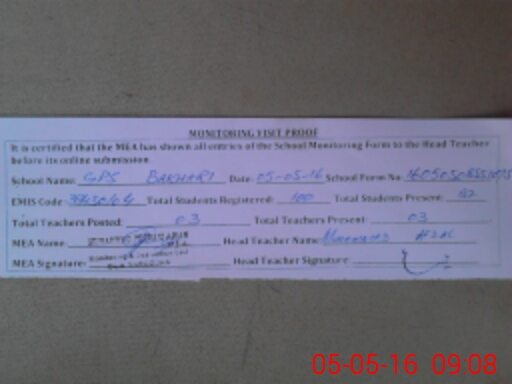 MONITORING VISIT PROOF
It is certified that the MEA has shown all entries of the School Monitoring Form to the Head Teacher
before its online submission.
School Name: GPS BAKHARI Date: 05-05-16 School Form No:
EMIS Code: Total Students Registered: 100 Total Students Present: 82
Total Teachers Posted: 03 Total Teachers Present: 03
MEA Name: Head Teacher Name:
MEA Signature: Head Teacher Signature:
05-05-16 09:08